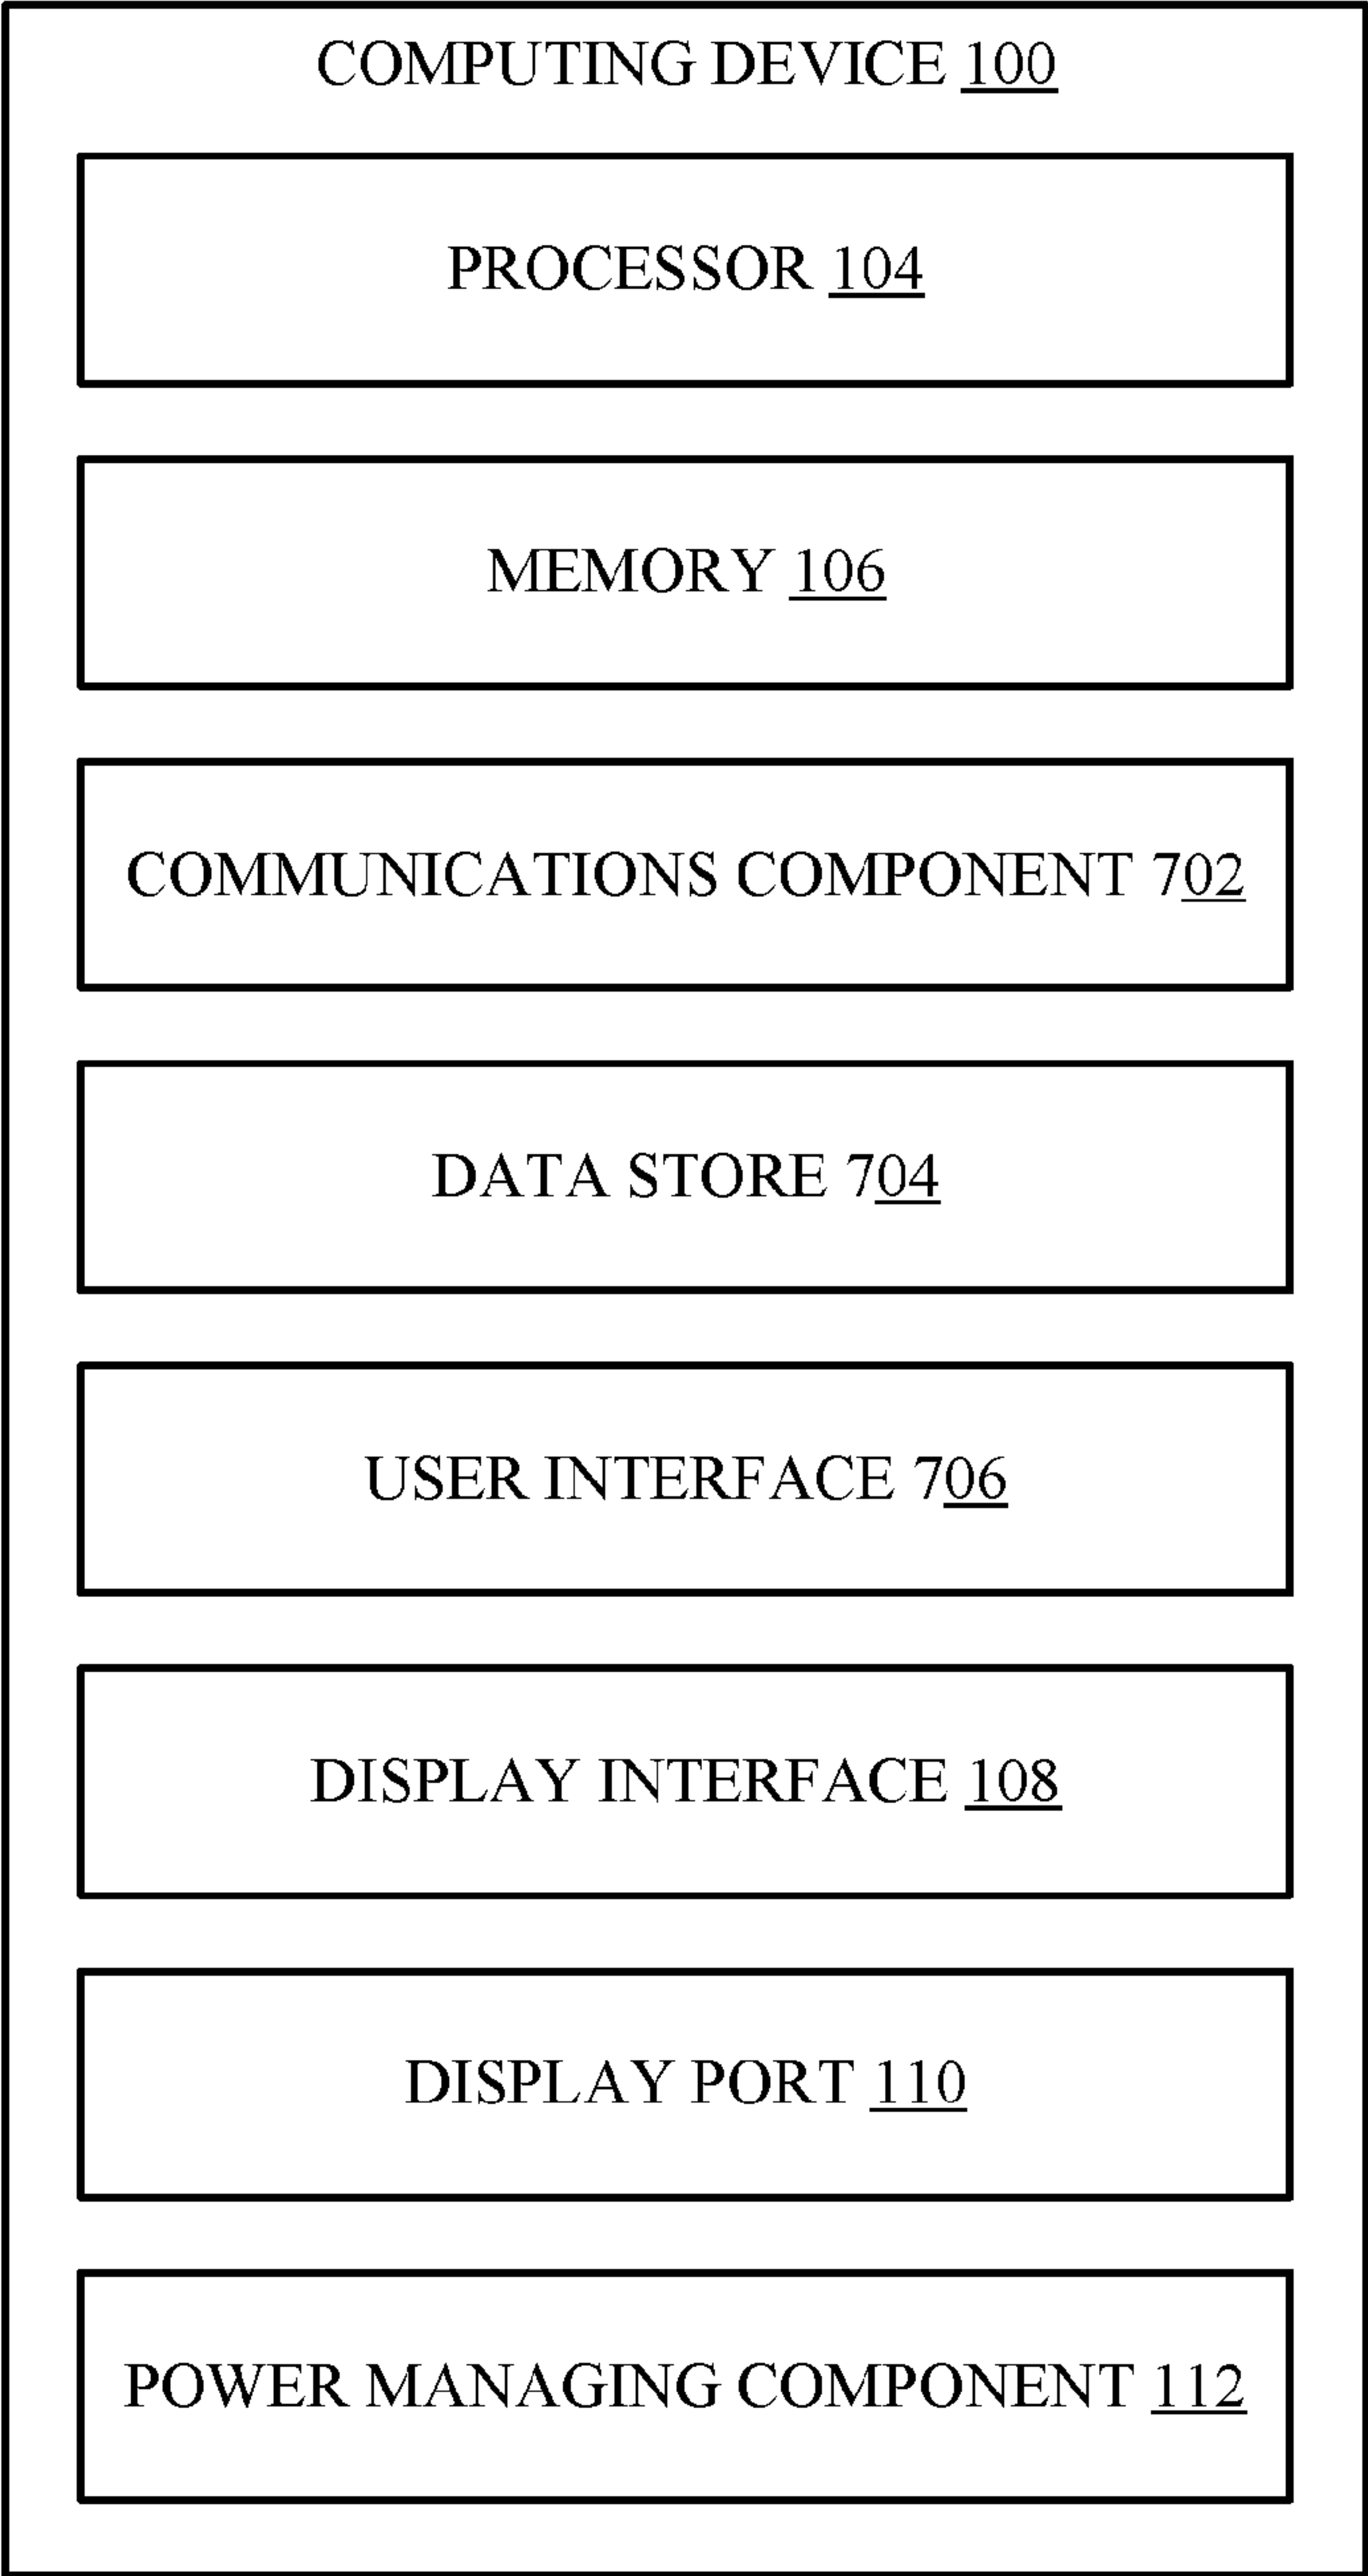 COMPUTING DEVICE 100
PROCESSOR 104
MEMORY 106
COMMUNICATIONS COMPONENT 702
DATA STORE 704
USER INTERFACE 706
DISPLAY INTERFACE 108
DISPLAY PORT 110
POWER MANAGING COMPONENT 112